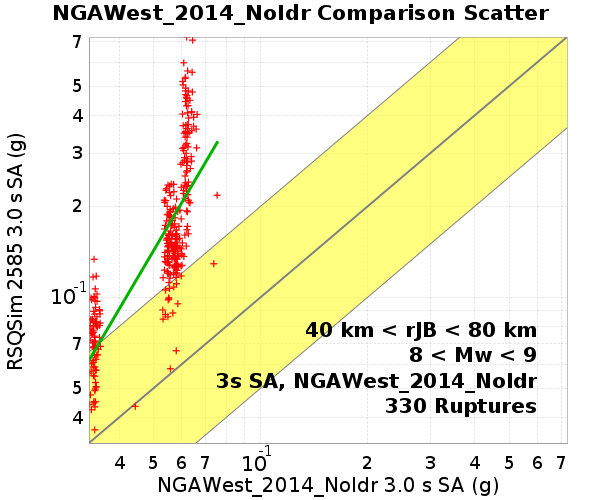 NGAWest_2014_NoIdr Comparison Scatter
RSQSim 2585 3.0 s SA (g)
7
5
4
3
2
10⁻¹
7
5
4
40 km < rJB < 80 km
8 < Mw < 9
3s SA, NGAWest_2014_NoIdr
330 Ruptures
4 5 6 7 10⁻¹ 2 3 4 5 6 7
NGAWest_2014_NoIdr 3.0 s SA (g)